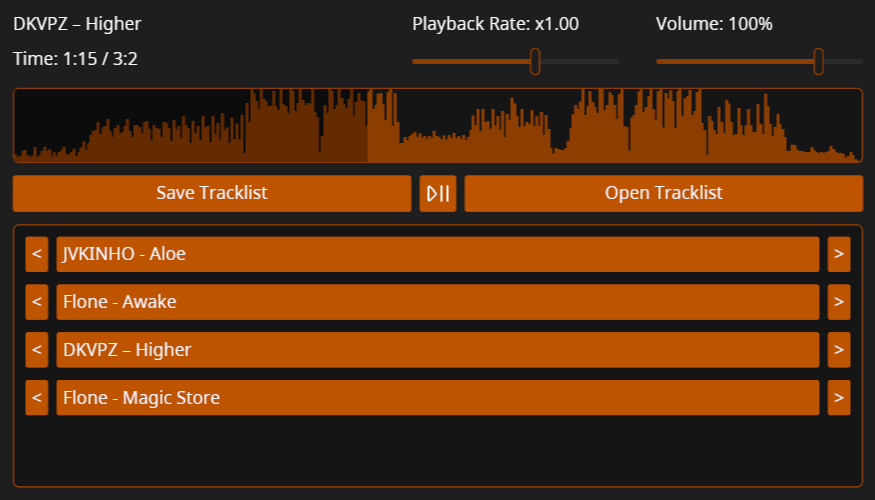 DKVPZ – Higher
Playback Rate: x1.00
Volume: 100%
Time: 1:15 / 3:2
Save Tracklist
Open Tracklist
< JVKINHO - Aloe >
< Flone - Awake >
< DKVPZ – Higher >
< Flone - Magic Store >